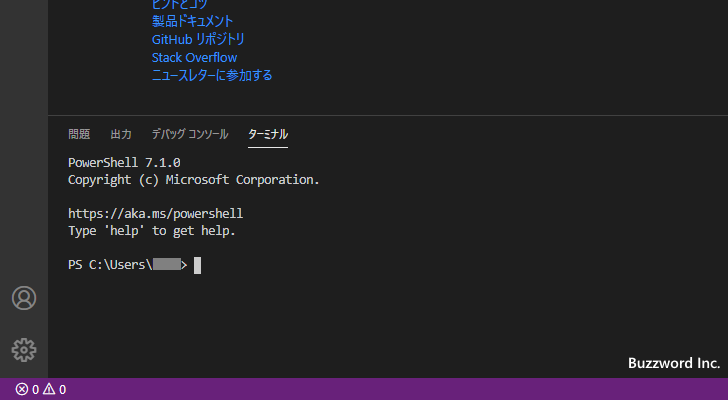 ヒントとコツ
製品ドキュメント
GitHub リポジトリ
Stack Overflow
ニュースレターに参加する
問題 出力 デバッグ コンソール ターミナル
PowerShell 7.1.0
Copyright (c) Microsoft Corporation.
https://aka.ms/powershell
Type 'help' to get help.
PS C:\Users\ >
Buzzword Inc.
0 0